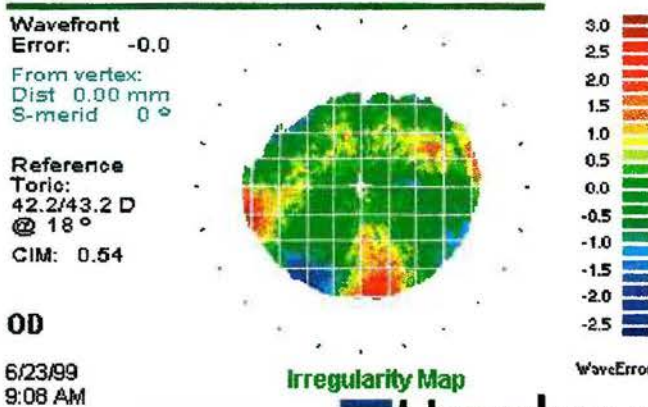 Wavefront
Error: -0.0
From vertex:
Dist 0.00 mm
S-merid 0 °
Reference
Toric:
42.2/43.2 D
@ 18°
CIM: 0.54
OD
6/23/99
9:08 AM
Irregularity Map
3.0
2.5
2.0
1.5
1.0
0.5
0.0
-0.5
-1.0
-1.5
-2.0
-2.5
WaveError